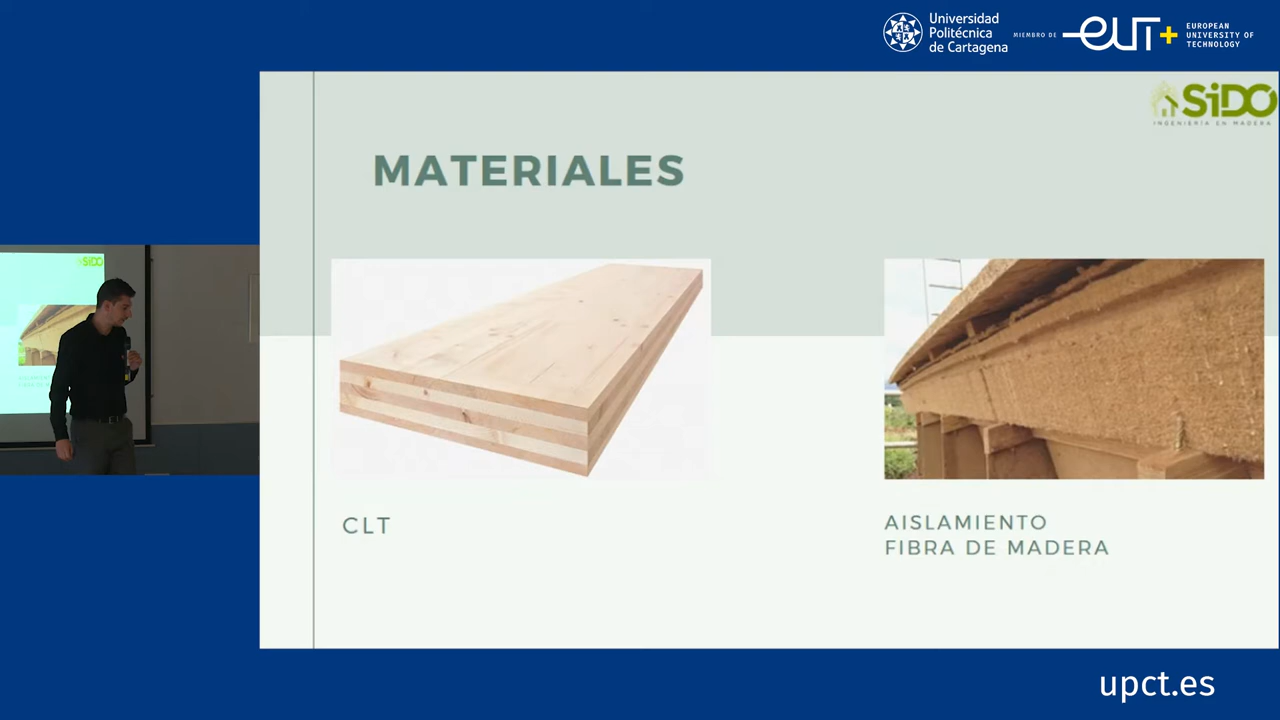 Universidad
Politécnica
de Cartagena
MIEMBRO DE
EUT+
EUROPEAN
UNIVERSITY OF
TECHNOLOGY
SiDO
INGENIERÍA EN MADERA
MATERIALES
SiDO
CLT
AISLAMIENTO
FIBRA DE MADERA
upct.es